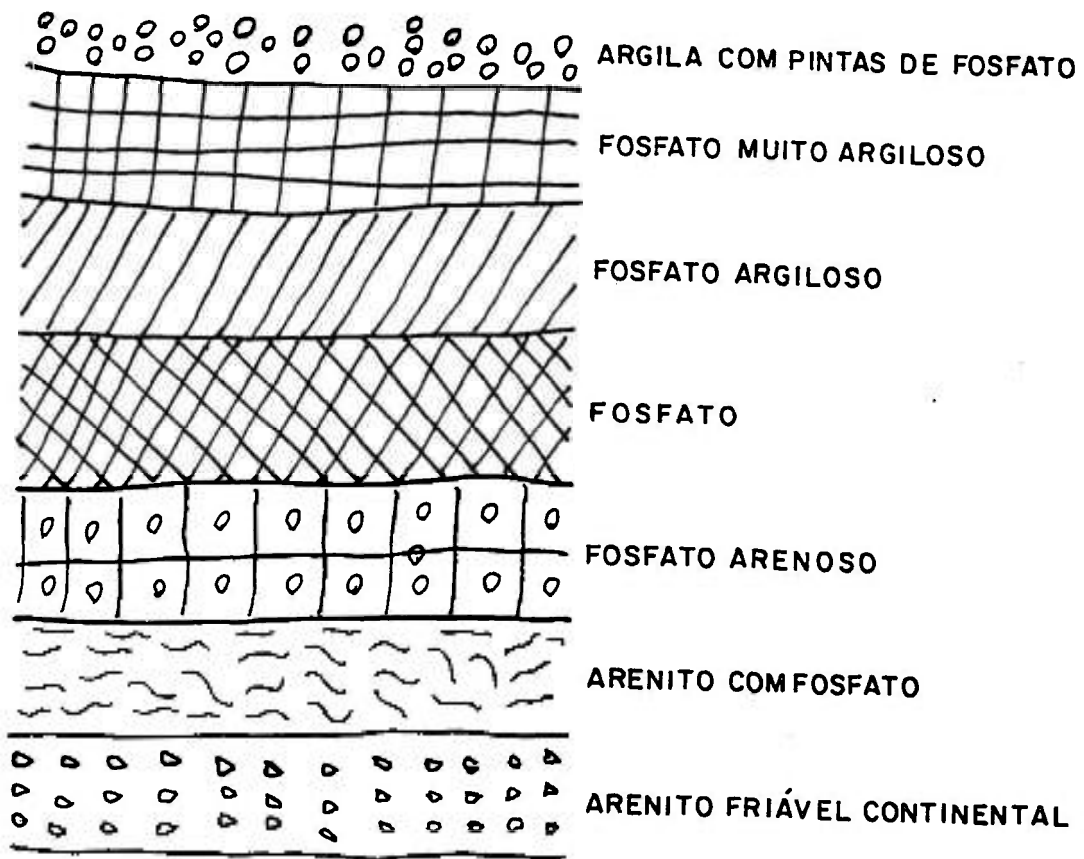 ARGILA COM PINTAS DE FOSFATO
FOSFATO MUITO ARGILOSO
FOSFATO ARGILOSO
FOSFATO
FOSFATO ARENOSO
ARENITO COM FOSFATO
ARENITO FRIÁVEL CONTINENTAL